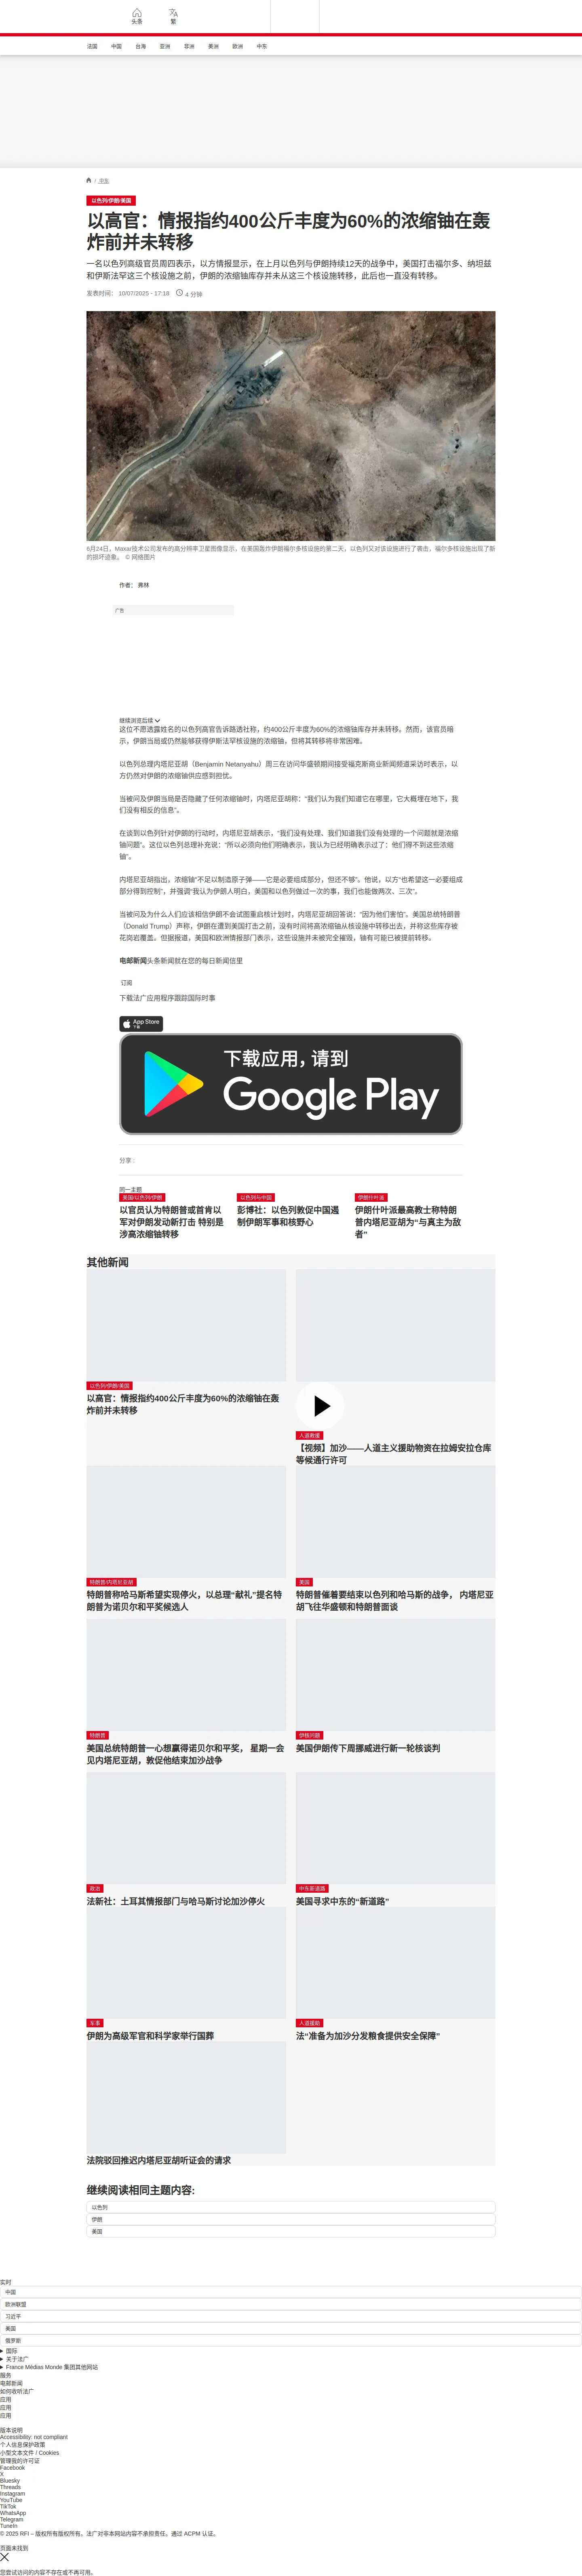 头条
繁
法国 中国 台海 亚洲 非洲 美洲 欧洲 中东
/ 中东
以色列/伊朗/美国
以高官：情报指约400公斤丰度为60%的浓缩铀在轰
炸前并未转移
一名以色列高级官员周四表示，以方情报显示，在上月以色列与伊朗持续12天的战争中，美国打击福尔多、纳坦兹
和伊斯法罕这三个核设施之前，伊朗的浓缩铀库存并未从这三个核设施转移，此后也一直没有转移。
发表时间： 10/07/2025 - 17:18 4 分钟
6月24日，Maxar技术公司发布的高分辨率卫星图像显示，在美国轰炸伊朗福尔多核设施的第二天，以色列又对该设施进行了袭击，福尔多核设施出现了新
的损坏迹象。 © 网络图片
作者： 弗林
广告
继续浏览后续
这位不愿透露姓名的以色列高官告诉路透社称，约400公斤丰度为60%的浓缩铀库存并未转移。然而，该官员暗
示，伊朗当局或仍然能够获得伊斯法罕核设施的浓缩铀，但将其转移将非常困难。
以色列总理内塔尼亚胡（Benjamin Netanyahu）周三在访问华盛顿期间接受福克斯商业新闻频道采访时表示，以
方仍然对伊朗的浓缩铀供应感到担忧。
当被问及伊朗当局是否隐藏了任何浓缩铀时，内塔尼亚胡称：“我们认为我们知道它在哪里，它大概埋在地下，我
们没有相反的信息”。
在谈到以色列针对伊朗的行动时，内塔尼亚胡表示，“我们没有处理、我们知道我们没有处理的一个问题就是浓缩
铀问题”。这位以色列总理补充说：“所以必须向他们明确表示，我认为已经明确表示过了：他们得不到这些浓缩
铀”。
内塔尼亚胡指出，浓缩铀“不足以制造原子弹——它是必要组成部分，但还不够”。他说，以方“也希望这一必要组成
部分得到控制”，并强调“我认为伊朗人明白，美国和以色列做过一次的事，我们也能做两次、三次”。
当被问及为什么人们应该相信伊朗不会试图重启核计划时，内塔尼亚胡回答说：“因为他们害怕”。美国总统特朗普
（Donald Trump）声称，伊朗在遭到美国打击之前，没有时间将高浓缩铀从核设施中转移出去，并称这些库存被
花岗岩覆盖。但据报道，美国和欧洲情报部门表示，这些设施并未被完全摧毁，铀有可能已被提前转移。
电邮新闻头条新闻就在您的每日新闻信里
订阅
下载法广应用程序跟踪国际时事
App Store
下载
下载应用，请到
Google Play
分享 :
同一主题
美国/以色列/伊朗
以官员认为特朗普或首肯以
军对伊朗发动新打击 特别是
涉高浓缩铀转移
以色列与中国
彭博社：以色列敦促中国遏
制伊朗军事和核野心
伊朗什叶派
伊朗什叶派最高教士称特朗
普内塔尼亚胡为“与真主为敌
者”
其他新闻
以色列/伊朗/美国
以高官：情报指约400公斤丰度为60%的浓缩铀在轰
炸前并未转移
人道救援
【视频】加沙——人道主义援助物资在拉姆安拉仓库
等候通行许可
特朗普/内塔尼亚胡
特朗普称哈马斯希望实现停火，以总理“献礼”提名特
朗普为诺贝尔和平奖候选人
美国
特朗普催着要结束以色列和哈马斯的战争， 内塔尼亚
胡飞往华盛顿和特朗普面谈
特朗普
美国总统特朗普一心想赢得诺贝尔和平奖， 星期一会
见内塔尼亚胡，敦促他结束加沙战争
伊核问题
美国伊朗传下周挪威进行新一轮核谈判
政治
法新社：土耳其情报部门与哈马斯讨论加沙停火
中东新道路
美国寻求中东的“新道路”
军事
伊朗为高级军官和科学家举行国葬
人道援助
法“准备为加沙分发粮食提供安全保障”
法院驳回推迟内塔尼亚胡听证会的请求
继续阅读相同主题内容:
以色列
伊朗
美国
实时
中国
欧洲联盟
习近平
美国
俄罗斯
国际
关于法广
France Médias Monde 集团其他网站
服务
电邮新闻
如何收听法广
应用
应用
应用
版本说明
Accessibility: not compliant
个人信息保护政策
小型文本文件 / Cookies
管理我的许可证
Facebook
X
Bluesky
Threads
Instagram
YouTube
TikTok
WhatsApp
Telegram
TuneIn
© 2025 RFI – 版权所有版权所有。法广对非本网站内容不承担责任。通过 ACPM 认证。
页面未找到
您尝试访问的内容不存在或不再可用。